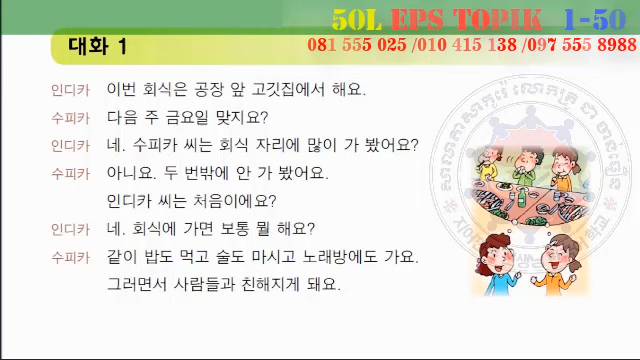 50L EPS TOPIK 1-50
081 555 025 /010 415 138 /097 555 8988
대화 1
인디카 이번 회식은 공장 앞 고깃집에서 해요.
수피카 다음 주 금요일 맞지요?
인디카 네. 수피카 씨는 회식 자리에 많이 가 봤어요?
수피카 아니요. 두 번밖에 안 가 봤어요.
인디카 씨는 처음이에요?
인디카 네. 회식에 가면 보통 뭘 해요?
수피카 같이 밥도 먹고 술도 마시고 노래방에도 가요.
그러면서 사람들과 친해지게 돼요.